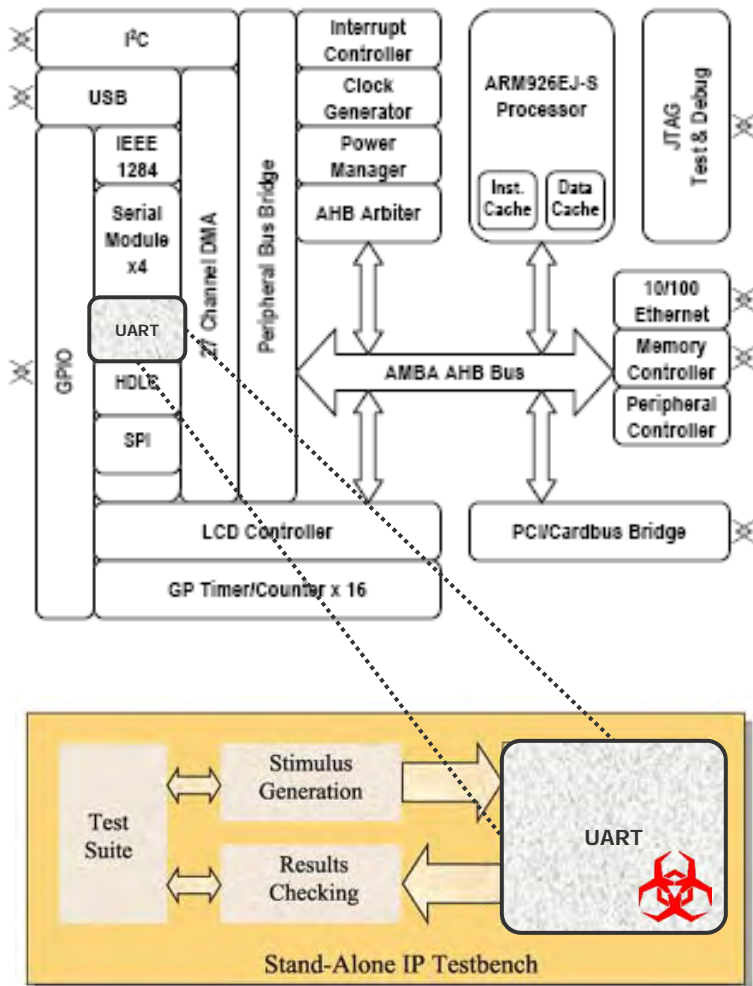 I²C
USB
IEEE
1284
Serial
Module
x4
UART
HDLC
SPI
GPIO
27 Channel DMA
Peripheral Bus Bridge
Interrupt
Controller
Clock
Generator
Power
Manager
AHB Arbiter
ARM926EJ-S
Processor
Inst.
Cache
Data
Cache
JTAG
Test & Debug
10/100
Ethernet
Memory
Controller
Peripheral
Controller
AMBA AHB Bus
LCD Controller
PCI/Cardbus Bridge
GP Timer/Counter x 16
Test
Suite
Stimulus
Generation
Results
Checking
UART
Stand-Alone IP Testbench